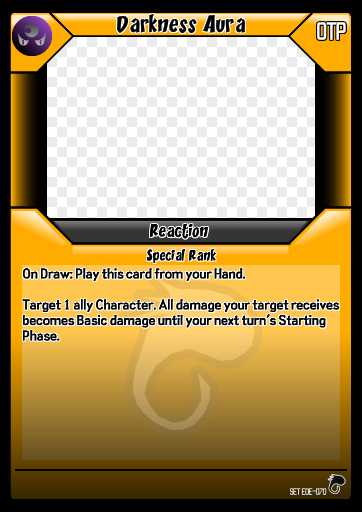 Darkness Aura
OTP
Reaction
Special Rank
On Draw: Play this card from your Hand.
Target 1 ally Character. All damage your target receives
becomes Basic damage until your next turn's Starting
Phase.
SET EOE-070